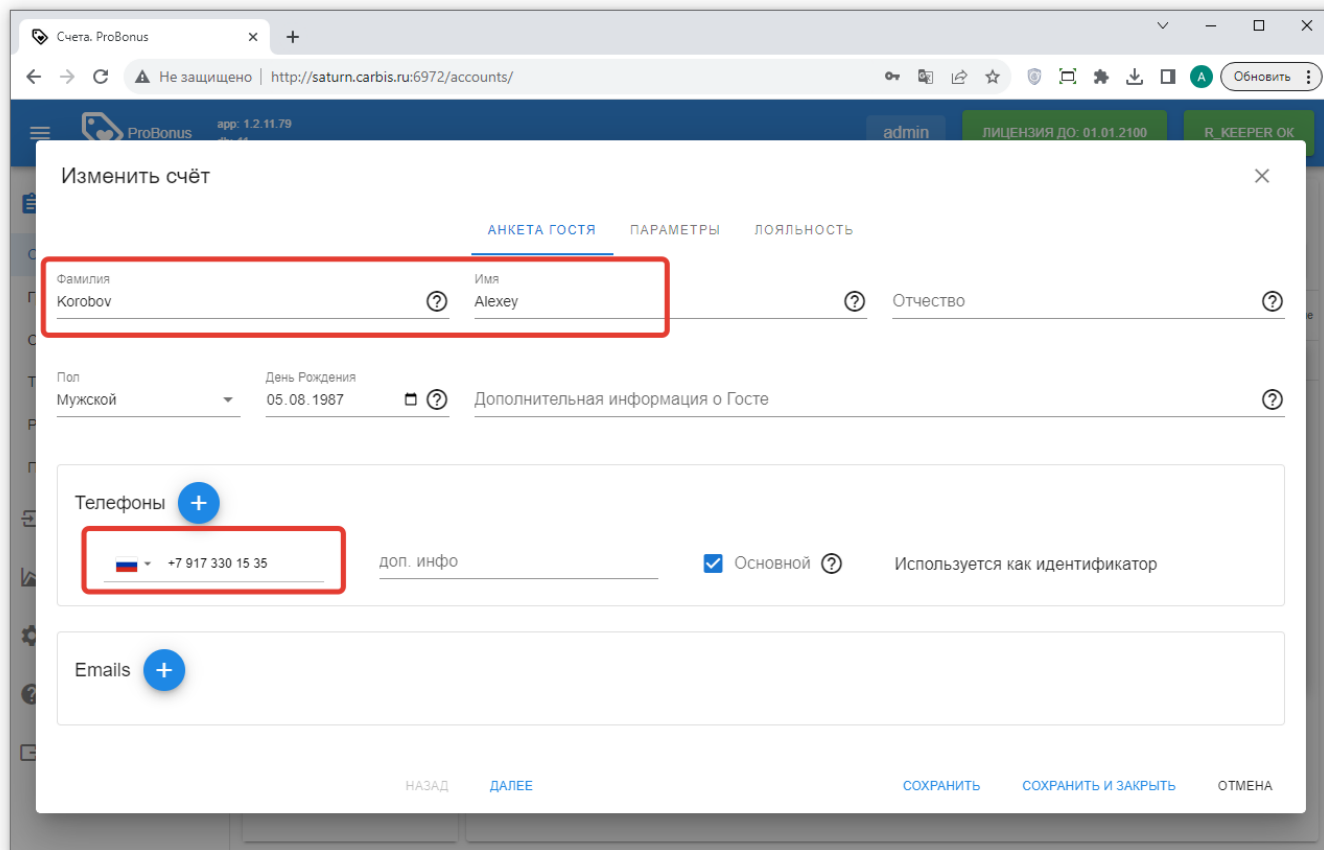 Счета. ProBonus
Не защищено | http://saturn.carbis.ru:6972/accounts/
Обновить
ProBonus
app: 1.2.11.79
admin
ЛИЦЕНЗИЯ ДО: 01.01.2100
R_KEEPER OK
Изменить счёт
АНКЕТА ГОСТЯ ПАРАМЕТРЫ ЛОЯЛЬНОСТЬ
Фамилия Имя
Korobov Alexey Отчество
Пол День Рождения
Мужской 05.08.1987 Дополнительная информация о Госте
Телефоны
+7 917 330 15 35 доп. инфо Основной Используется как идентификатор
Emails
НАЗАД ДАЛЕЕ СОХРАНИТЬ СОХРАНИТЬ И ЗАКРЫТЬ ОТМЕНА